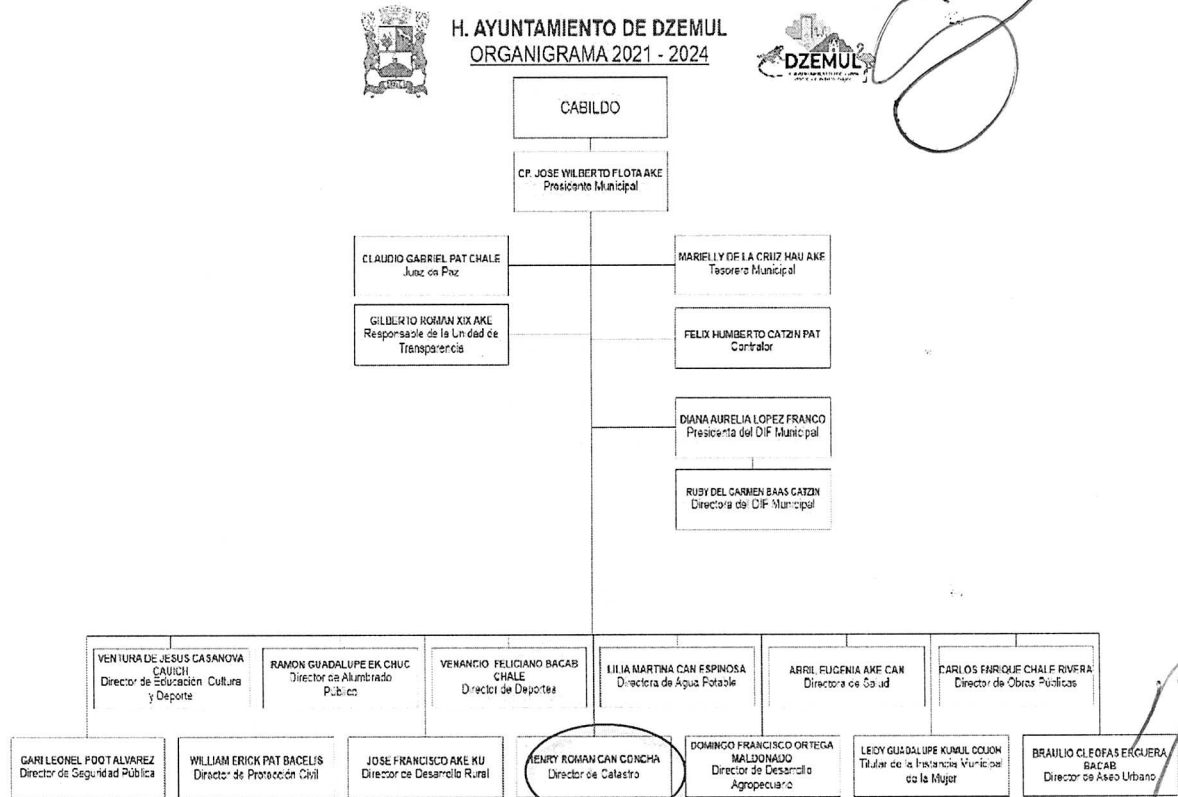 H. AYUNTAMIENTO DE DZEMUL
ORGANIGRAMA 2021 - 2024
DZEMUL
CABILDO
CP. JOSE WILBERTO FLOTA AKE
Presidente Municipal
CLAUDIO GABRIEL PAT CHALE
Juez de Paz
MARIELLY DE LA CRUZ HAU AKE
Tesorera Municipal
GILBERTO ROMAN XIX AKE
Responsable de la Unidad de
Transparencia
FELIX HUMBERTO CATZIN PAT
Contralor
DIANA AURELIA LOPEZ FRANCO
Presidenta del DIF Municipal
RUBY DEL CARMEN BAAS CATZIN
Directora del DIF Municipal
VENTURA DE JESUS CASANOVA
CAUICH
Director de Educación Cultura
y Deporte
RAMON GUADALUPE EK CHUC
Director de Alumbrado
Público
VENANCIO FELICIANO BACAB
CHALE
Director de Deportes
LILIA MARTINA CAN ESPINOSA
Directora de Agua Potable
ABRIL EUGENIA AKE CAN
Directora de Salud
CARLOS ENRIQUE CHALE RIVERA
Director de Obras Públicas
GARI LEONEL POOT ALVAREZ
Director de Seguridad Pública
WILLIAM ERICK PAT BACELIS
Director de Protección Civil
JOSE FRANCISCO AKE KU
Director de Desarrollo Rural
HENRY ROMAN CAN CONCHA
Director de Catastro
DOMINGO FRANCISCO ORTEGA
MALDONADO
Director de Desarrollo
Agropecuario
LEIDY GUADALUPE KUMUL COUOH
Titular de la Instancia Municipal
de la Mujer
BRAULIO CLEOFAS ERGUERA
BACAB
Director de Aseo Urbano